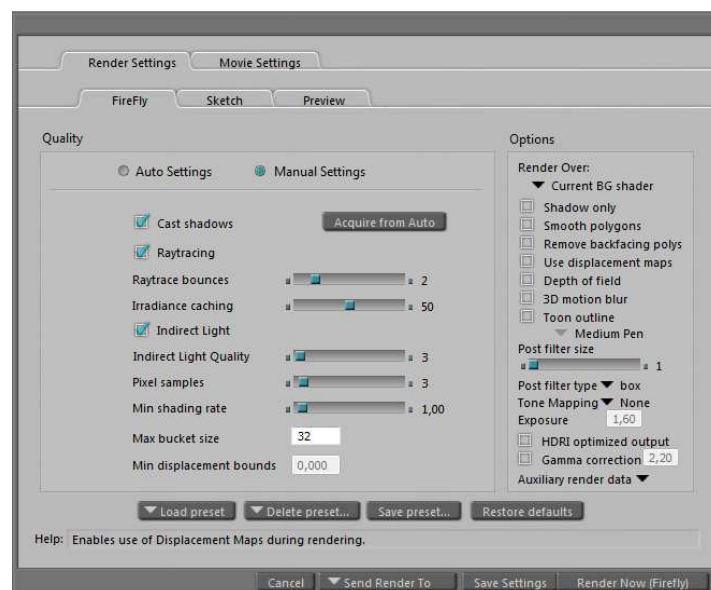 Render Settings Movie Settings
FireFly Sketch Preview
Quality
Auto Settings Manual Settings
Cast shadows Acquire from Auto
Raytracing
Raytrace bounces 2
Irradiance caching 50
Indirect Light
Indirect Light Quality 3
Pixel samples 3
Min shading rate 1,00
Max bucket size 32
Min displacement bounds 0,000
Options
Render Over:
Current BG shader
Shadow only
Smooth polygons
Remove backfacing polys
Use displacement maps
Depth of field
3D motion blur
Toon outline
Medium Pen
Post filter size
1
Post filter type box
Tone Mapping None
Exposure 1,60
HDRI optimized output
Gamma correction 2,20
Auxiliary render data
Load preset Delete preset... Save preset... Restore defaults
Help: Enables use of Displacement Maps during rendering.
Cancel Send Render To Save Settings Render Now (Firefly)